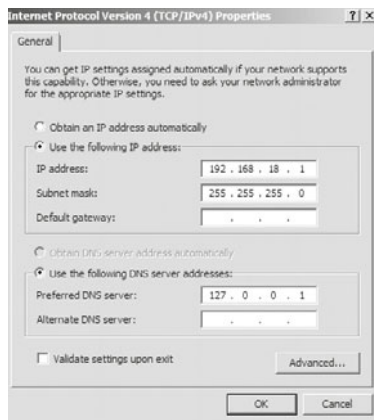 Internet Protocol Version 4 (TCP/IPv4) Properties
General
You can get IP settings assigned automatically if your network supports
this capability. Otherwise, you need to ask your network administrator
for the appropriate IP settings.
Obtain an IP address automatically
Use the following IP address:
IP address: 192 . 168 . 18 . 1
Subnet mask: 255 . 255 . 255 . 0
Default gateway: . . .
Obtain DNS server address automatically
Use the following DNS server addresses:
Preferred DNS server: 127 . 0 . 0 . 1
Alternate DNS server: . . .
Validate settings upon exit
Advanced...
OK Cancel